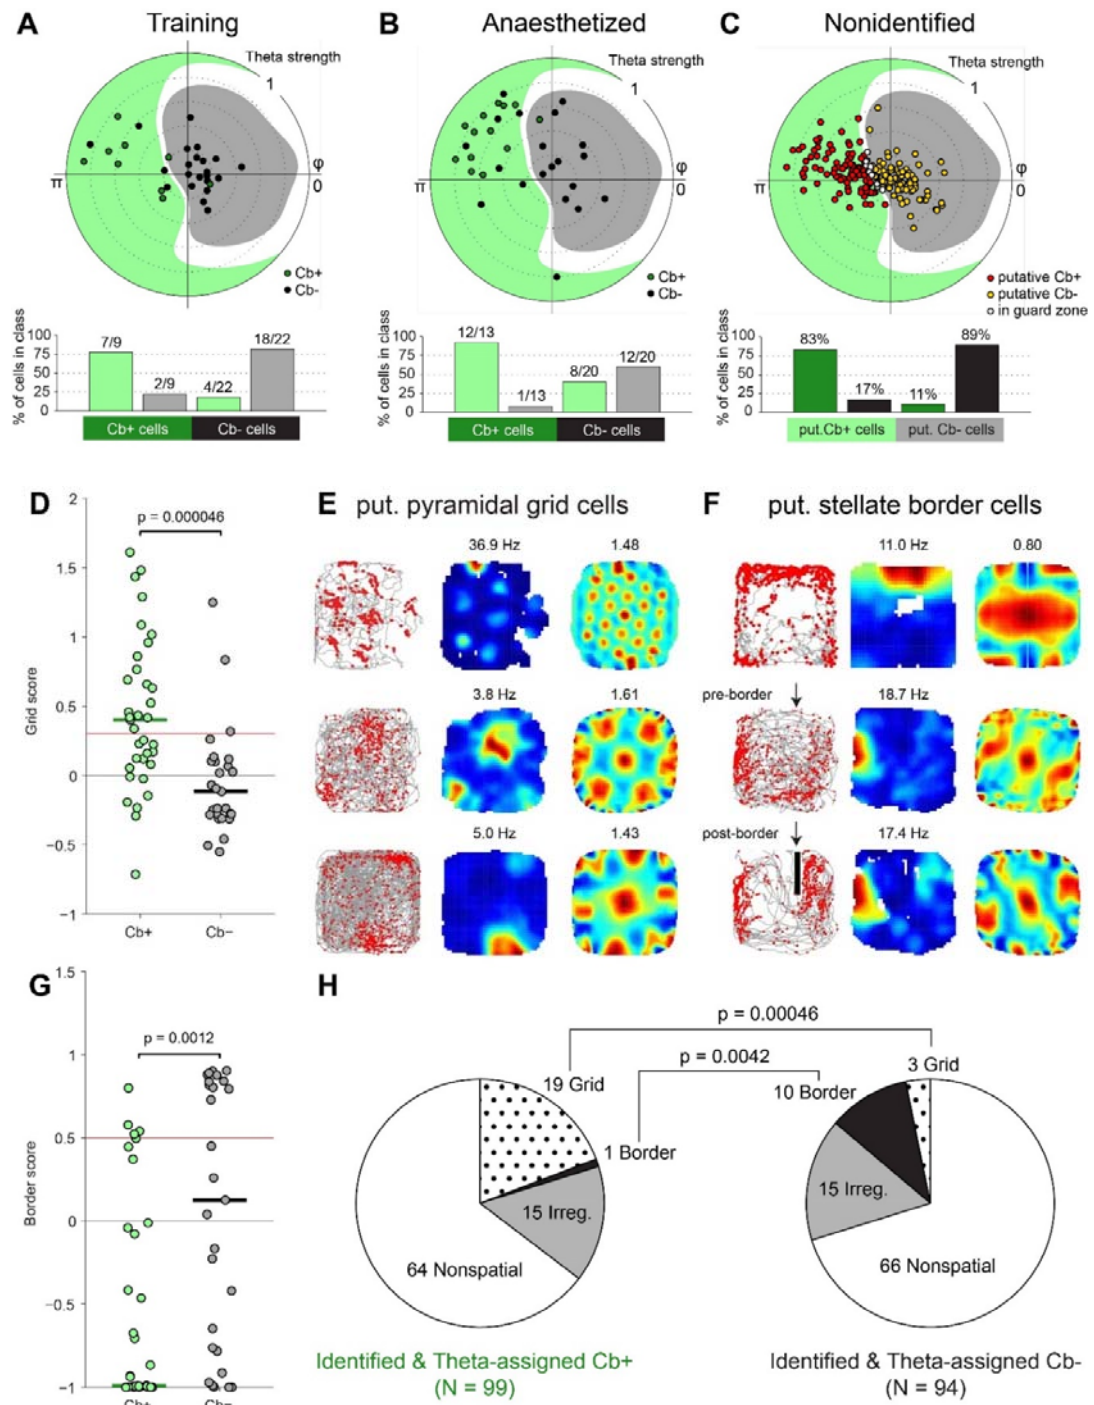 A Training
Theta strength
1
φ
π
0
Cb+
Cb-
% of cells in class
100
75
50
25
0
7/9
2/9
4/22
18/22
Cb+ cells
Cb- cells
B Anaesthetized
Theta strength
1
φ
π
0
Cb+
Cb-
% of cells in class
100
75
50
25
0
12/13
1/13
8/20
12/20
Cb+ cells
Cb- cells
C Nonidentified
Theta strength
1
φ
π
0
putative Cb+
putative Cb-
in guard zone
% of cells in class
100
75
50
25
0
83%
17%
11%
89%
put.Cb+ cells
put. Cb- cells
D
Grid score
2
1.5
1
0.5
0
−0.5
−1
p = 0.000046
Cb+
Cb−
E put. pyramidal grid cells
36.9 Hz
1.48
3.8 Hz
1.61
5.0 Hz
1.43
F put. stellate border cells
11.0 Hz
0.80
pre-border
18.7 Hz
post-border
17.4 Hz
G
Border score
1.5
1
0.5
0
−0.5
−1
p = 0.0012
Cb+
Cb−
H
p = 0.00046
p = 0.0042
19 Grid
1 Border
15 Irreg.
64 Nonspatial
3 Grid
10 Border
15 Irreg.
66 Nonspatial
Identified & Theta-assigned Cb+
(N = 99)
Identified & Theta-assigned Cb-
(N = 94)